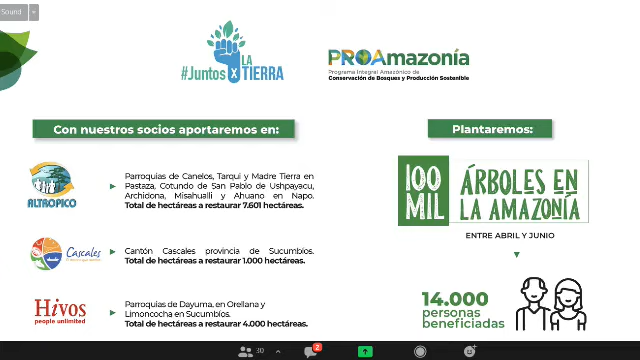 Sound
#JuntosxLA TIERRA
PROAmazonía
Programa Integral Amazónico de
Conservación de Bosques y Producción Sostenible
Con nuestros socios aportaremos en:
Plantaremos:
ALTROPICO
Parroquias de Canelos, Tarqui y Madre Tierra en
Pastaza, Cotundo de San Pablo de Ushpayacu,
Archidona, Misahualli y Ahuano en Napo.
Total de hectáreas a restaurar 7.601 hectáreas.
Cascales
Cantón Cascales provincia de Sucumbíos.
Total de hectáreas a restaurar 1.000 hectáreas.
Hivos
people unlimited
Parroquias de Dayuma, en Orellana y
Limoncocha en Sucumbíos.
Total de hectáreas a restaurar 4.000 hectáreas.
100
MIL
ÁRBOLES EN
LA AMAZONÍA
ENTRE ABRIL Y JUNIO
14.000
personas
beneficiadas
30
2